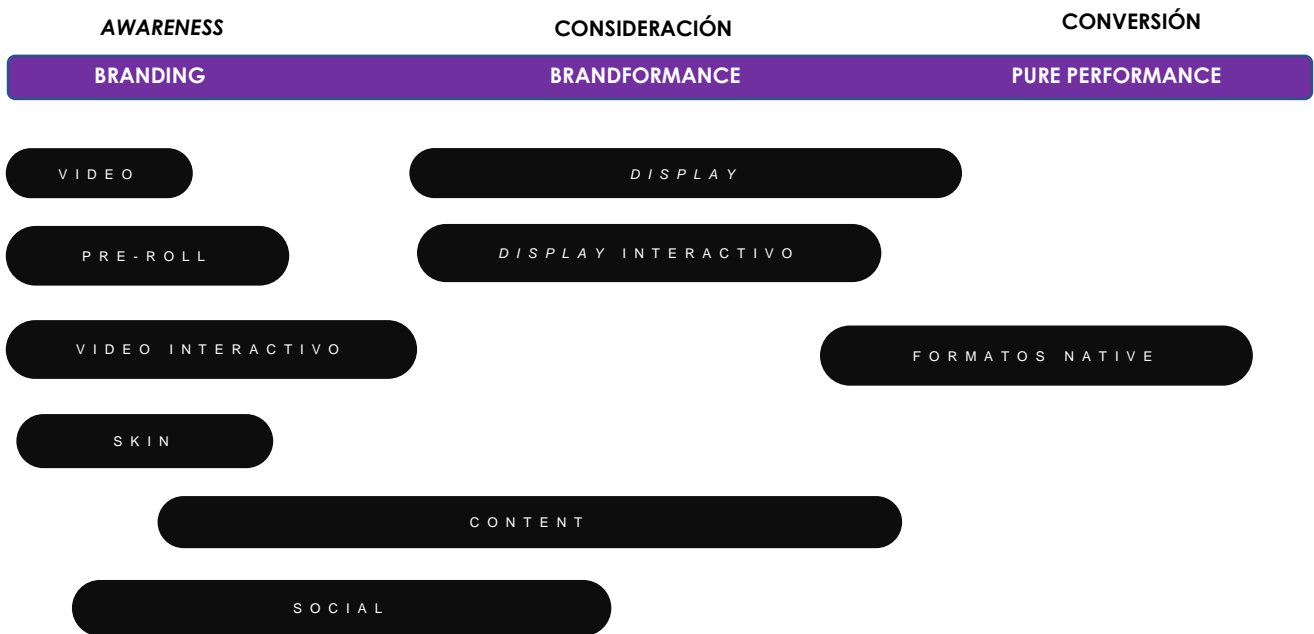 AWARENESS CONSIDERACIÓN CONVERSIÓN
BRANDING BRANDFORMANCE PURE PERFORMANCE
VIDEO DISPLAY
PRE-ROLL DISPLAY INTERACTIVO
VIDEO INTERACTIVO FORMATOS NATIVE
SKIN
CONTENT
SOCIAL